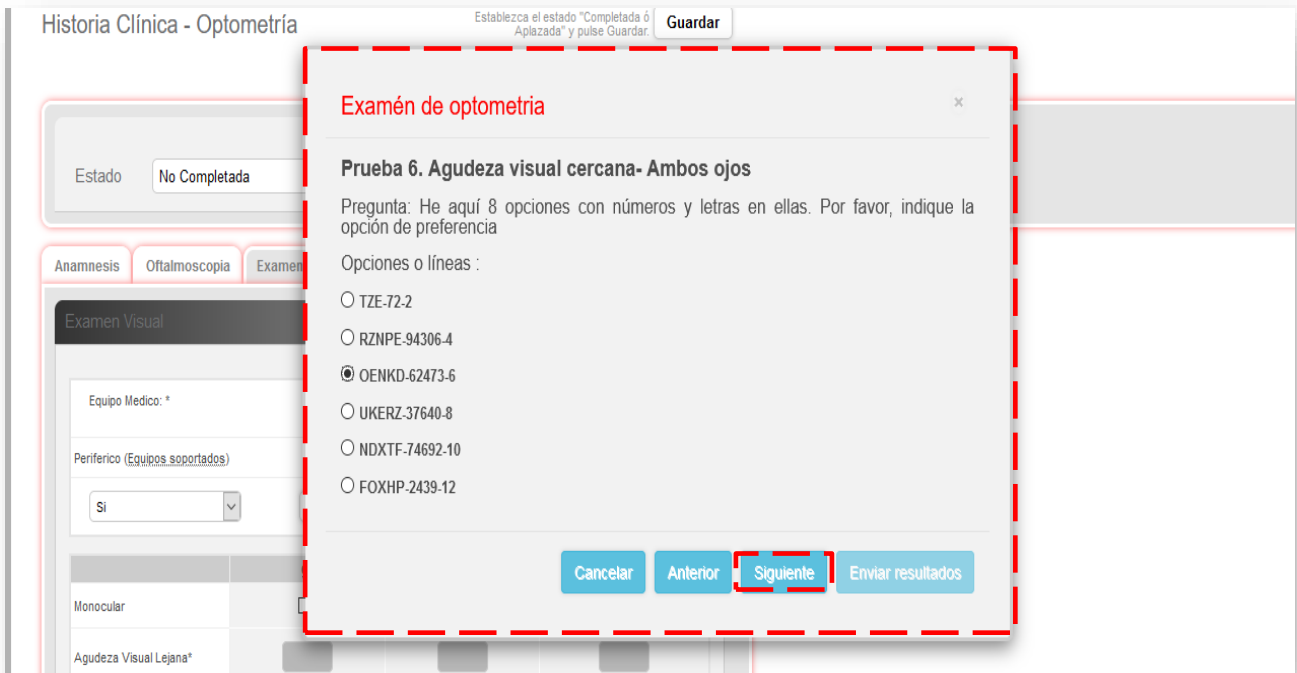 Historia Clínica - Optometría
Establezca el estado "Completada ó
Aplazada" y pulse Guardar.
Guardar
Examén de optometria
×
Estado
No Completada
Prueba 6. Agudeza visual cercana- Ambos ojos
Pregunta: He aquí 8 opciones con números y letras en ellas. Por favor, indique la
opción de preferencia
Opciones o líneas :
TZE-72-2
RZNPE-94306-4
OENKD-62473-6
UKERZ-37640-8
NDXTF-74692-10
FOXHP-2439-12
Cancelar
Anterior
Siguiente
Enviar resultados
Anamnesis
Oftalmoscopia
Examen
Examen Visual
Equipo Medico: *
Periferico (Equipos soportados)
Si
Monocular
Agudeza Visual Lejana*